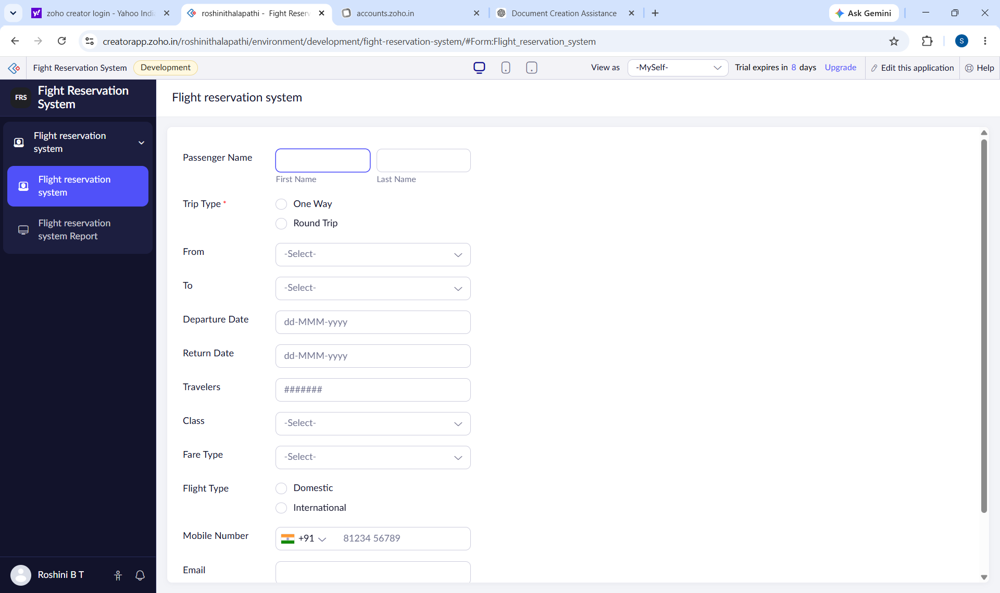 zoho creator login - Yahoo Indi
roshinithalapathi - Fight Reserv
accounts.zoho.in
Document Creation Assistance
Ask Gemini
creatorapp.zoho.in/roshinithalapathi/environment/development/fight-reservation-system/#Form:Flight_reservation_system
S
Fight Reservation System
Development
View as
-MySelf-
Trial expires in 8 days
Upgrade
Edit this application
Help
FRS
Fight Reservation
System
Flight reservation
system
Flight reservation
system
Flight reservation
system Report
Roshini B T
Flight reservation system
Passenger Name
First Name
Last Name
Trip Type *
One Way
Round Trip
From
-Select-
To
-Select-
Departure Date
dd-MMM-yyyy
Return Date
dd-MMM-yyyy
Travelers
#######
Class
-Select-
Fare Type
-Select-
Flight Type
Domestic
International
Mobile Number
+91
81234 56789
Email